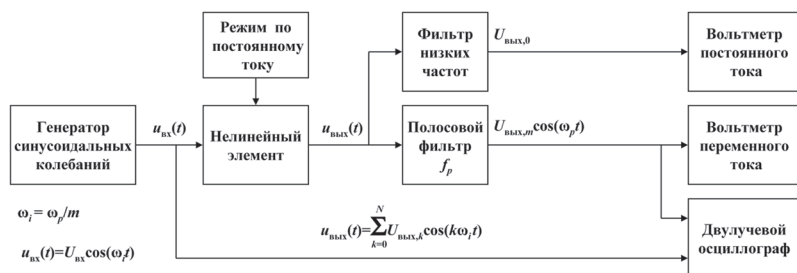 Режим по
постоянному
току
Фильтр
низких
частот
Uвых,0
Вольтметр
постоянного
тока
Генератор
синусоидальных
колебаний
uвх(t)
Нелинейный
элемент
uвых(t)
Полосовой
фильтр
fp
Uвых,mcos(ωpt)
Вольтметр
переменного
тока
ωi = ωp/m
uвх(t)=Uвхcos(ωit)
uвых(t)=∑Uвых,kcos(kωit)
N
k=0
Двулучевой
осциллограф